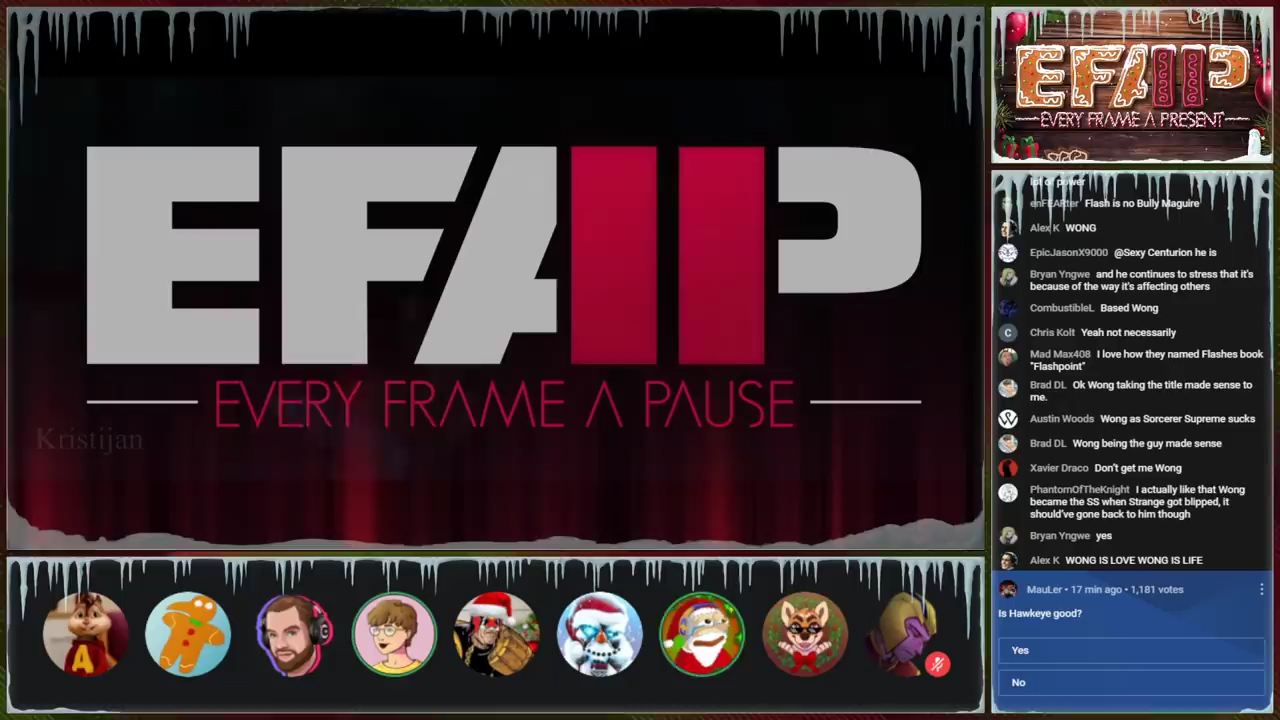 EFAP
EVERY FRAME A PAUSE
Kristijan
EFAP
EVERY FRAME A PRESENT
lot of power
enFEARter Flash is no Bully Maguire
Alex K WONG
EpicJasonX9000 @Sexy Centurion he is
Bryan Yngwe and he continues to stress that it's
because of the way it's affecting others
CombustibleL Based Wong
C Chris Kolt Yeah not necessarily
Mad Max408 I love how they named Flashes book
"Flashpoint"
Brad DL Ok Wong taking the title made sense to
me.
Austin Woods Wong as Sorcerer Supreme sucks
Brad DL Wong being the guy made sense
Xavier Draco Don't get me Wong
PhantomOfTheKnight I actually like that Wong
became the SS when Strange got blipped, it
should've gone back to him though
Bryan Yngwe yes
Alex K WONG IS LOVE WONG IS LIFE
MauLer • 17 min ago • 1,181 votes
Is Hawkeye good?
Yes
No
A